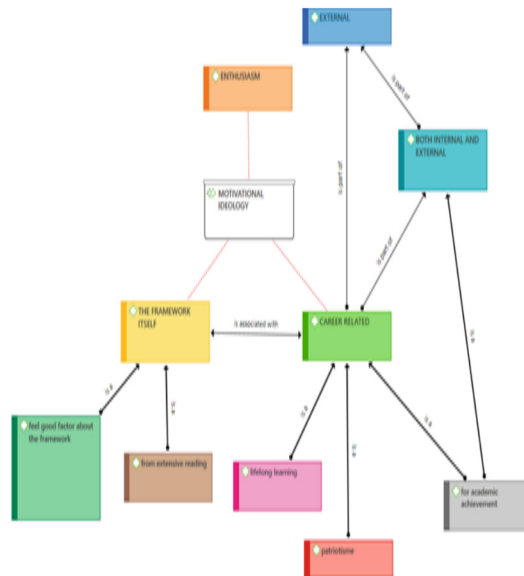 EXTERNAL
ENTHUSIASM
is part of
BOTH INTERNAL AND
EXTERNAL
is part of
MOTIVATIONAL
IDEOLOGY
is part of
THE FRAMEWORK
ITSELF
is associated with
CAREER RELATED
is a
is a
is a
feel good factor about
the framework
is a
from extensive reading
is a
lifelong learning
is a
for academic
achievement
patriotisme